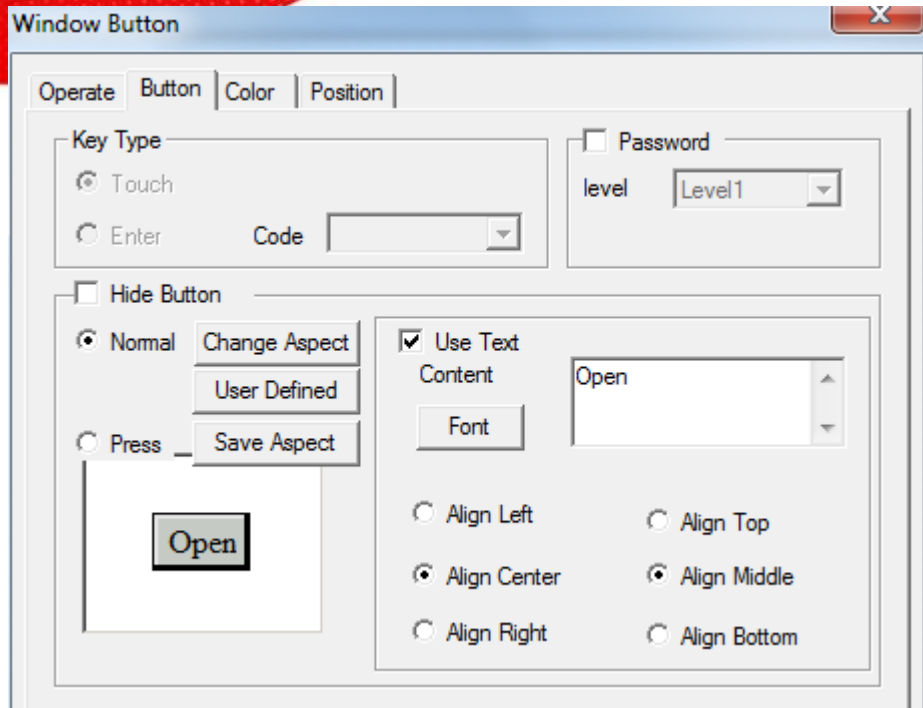 Window Button
Operate Button Color Position
Key Type
Touch
Enter Code
Password
level Level1
Hide Button
Normal Change Aspect
User Defined
Press Save Aspect
Open
Use Text
Content Open
Font
Align Left Align Top
Align Center Align Middle
Align Right Align Bottom